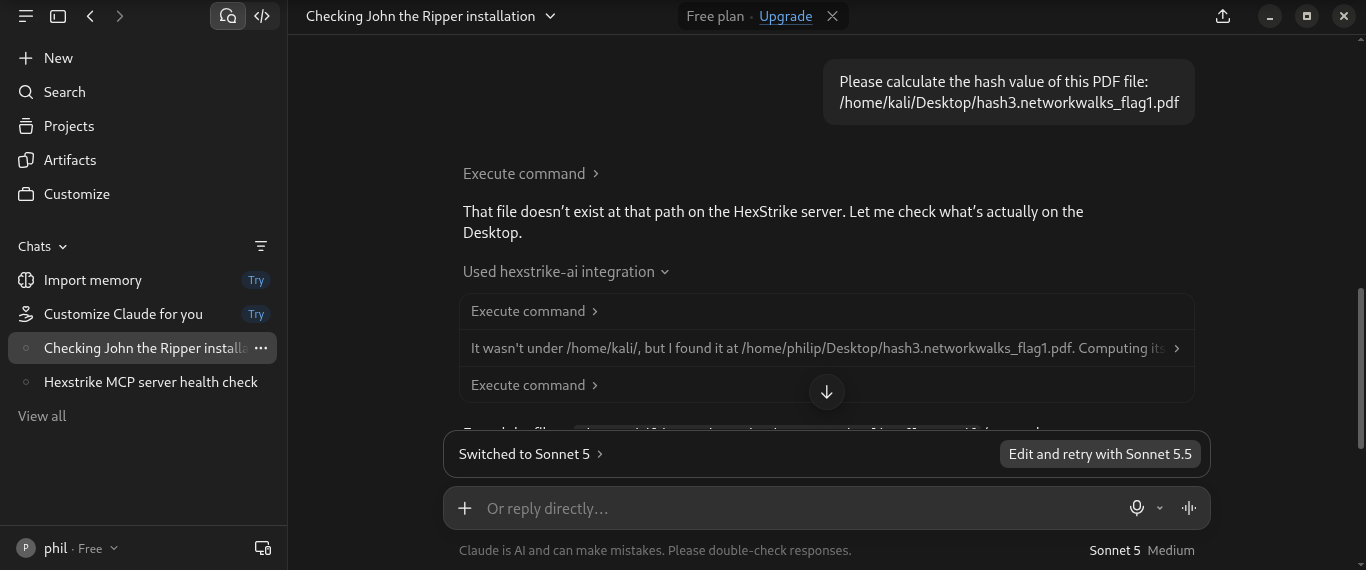 Checking John the Ripper installation
Free plan · Upgrade
New
Search
Projects
Artifacts
Customize
Chats
Import memory Try
Customize Claude for you Try
Checking John the Ripper installa
Hexstrike MCP server health check
View all
P phil · Free
Please calculate the hash value of this PDF file:
/home/kali/Desktop/hash3.networkwalks_flag1.pdf
Execute command
That file doesn’t exist at that path on the HexStrike server. Let me check what’s actually on the
Desktop.
Used hexstrike-ai integration
Execute command
It wasn't under /home/kali/, but I found it at /home/philip/Desktop/hash3.networkwalks_flag1.pdf. Computing its
Execute command
Switched to Sonnet 5
Edit and retry with Sonnet 5.5
Or reply directly…
Claude is AI and can make mistakes. Please double-check responses.
Sonnet 5 Medium